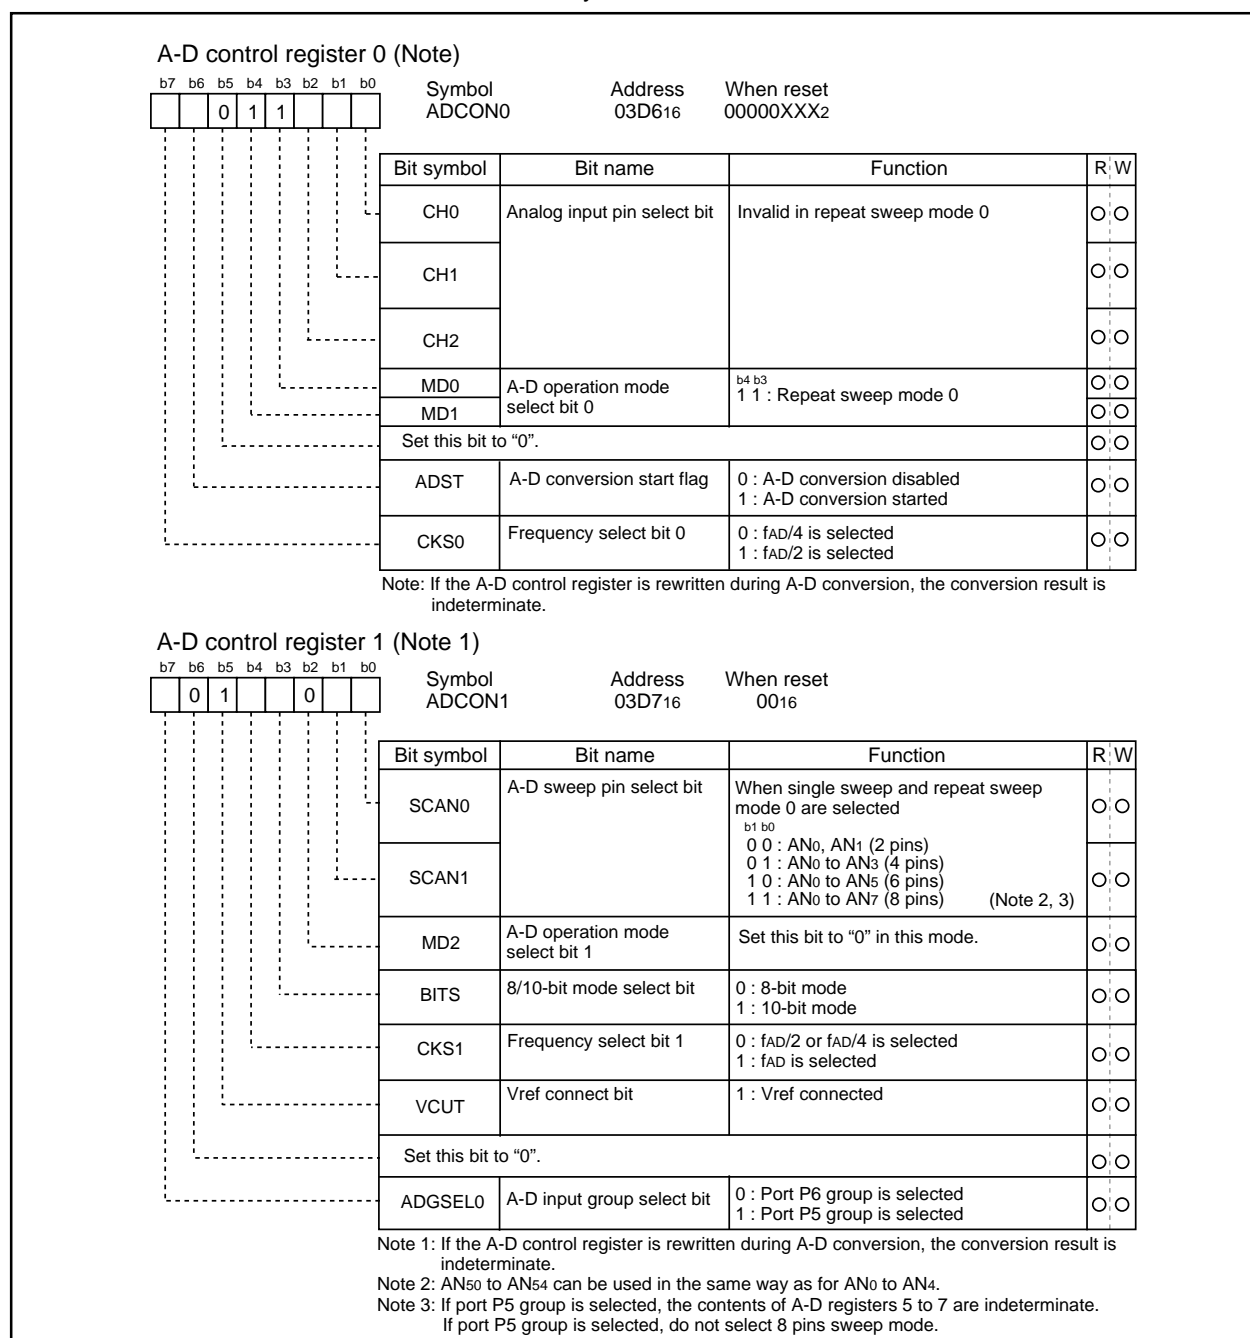 A-D control register 0 (Note)
b7 b6 b5 b4 b3 b2 b1 b0
0 1 1
Symbol Address When reset
ADCON0 03D616 00000XXX2
Bit symbol Bit name Function R W
CH0 Analog input pin select bit Invalid in repeat sweep mode 0
CH1
CH2
MD0 A-D operation mode
select bit 0
b4 b3
1 1 : Repeat sweep mode 0
MD1
Set this bit to “0”.
ADST A-D conversion start flag 0 : A-D conversion disabled
1 : A-D conversion started
CKS0 Frequency select bit 0 0 : fAD/4 is selected
1 : fAD/2 is selected
Note: If the A-D control register is rewritten during A-D conversion, the conversion result is
indeterminate.
A-D control register 1 (Note 1)
b7 b6 b5 b4 b3 b2 b1 b0
0 1 0
Symbol Address When reset
ADCON1 03D716 0016
Bit symbol Bit name Function R W
SCAN0 A-D sweep pin select bit When single sweep and repeat sweep
mode 0 are selected
b1 b0
0 0 : AN0, AN1 (2 pins)
0 1 : AN0 to AN3 (4 pins)
1 0 : AN0 to AN5 (6 pins)
1 1 : AN0 to AN7 (8 pins) (Note 2, 3)
SCAN1
MD2 A-D operation mode
select bit 1
Set this bit to “0” in this mode.
BITS 8/10-bit mode select bit 0 : 8-bit mode
1 : 10-bit mode
CKS1 Frequency select bit 1 0 : fAD/2 or fAD/4 is selected
1 : fAD is selected
VCUT Vref connect bit 1 : Vref connected
Set this bit to “0”.
ADGSEL0 A-D input group select bit 0 : Port P6 group is selected
1 : Port P5 group is selected
Note 1: If the A-D control register is rewritten during A-D conversion, the conversion result is
indeterminate.
Note 2: AN50 to AN54 can be used in the same way as for AN0 to AN4.
Note 3: If port P5 group is selected, the contents of A-D registers 5 to 7 are indeterminate.
If port P5 group is selected, do not select 8 pins sweep mode.